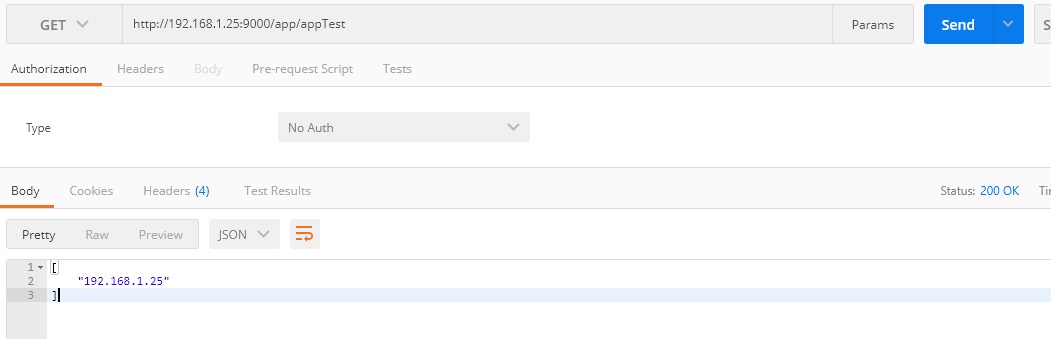 GET http://192.168.1.25:9000/app/appTest Params Send S
Authorization Headers Body Pre-request Script Tests
Type No Auth
Body Cookies Headers (4) Test Results Status: 200 OK Tir
Pretty Raw Preview JSON
1 [
2 "192.168.1.25"
3 ]